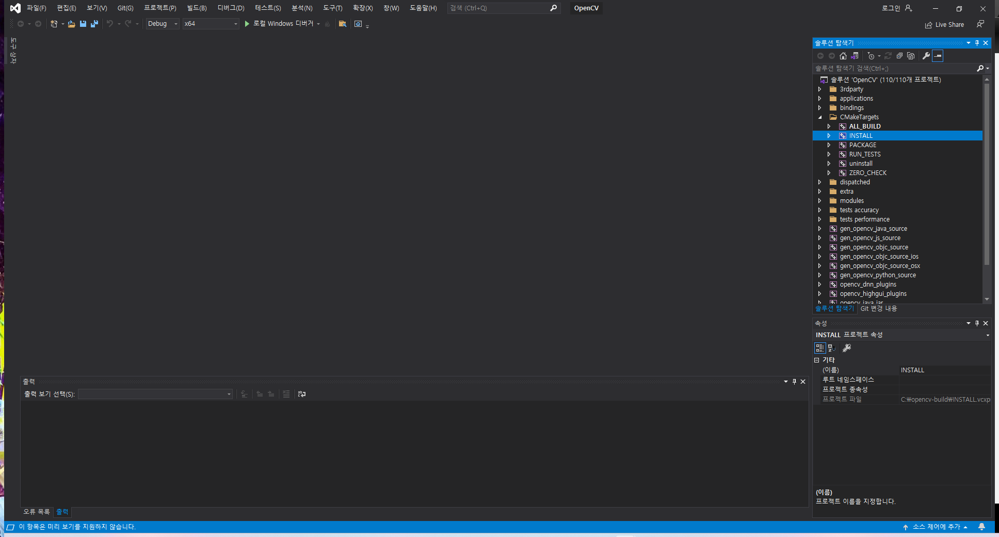 파일(F) 편집(E) 보기(V) Git(G) 프로젝트(P) 빌드(B) 디버그(D) 테스트(S) 분석(N) 도구(T) 확장(X) 창(W) 도움말(H) 검색 (Ctrl+Q) OpenCV 로그인
Debug x64 로컬 Windows 디버거 Live Share
도구 상자
솔루션 탐색기
솔루션 탐색기 검색(Ctrl+;)
솔루션 'OpenCV' (110/110개 프로젝트)
3rdparty
applications
bindings
CMakeTargets
ALL_BUILD
INSTALL
PACKAGE
RUN_TESTS
uninstall
ZERO_CHECK
dispatched
extra
modules
tests accuracy
tests performance
gen_opencv_java_source
gen_opencv_js_source
gen_opencv_objc_source
gen_opencv_objc_source_ios
gen_opencv_objc_source_osx
gen_opencv_python_source
opencv_dnn_plugins
opencv_highgui_plugins
opencv_java_jar
솔루션 탐색기 Git 변경 내용
속성
INSTALL 프로젝트 속성
기타
(이름) INSTALL
루트 네임스페이스
프로젝트 종속성
프로젝트 파일 C:₩opencv-build₩INSTALL.vcxp
(이름)
프로젝트 이름을 지정합니다.
출력
출력 보기 선택(S):
오류 목록 출력
이 항목은 미리 보기를 지원하지 않습니다. 소스 제어에 추가